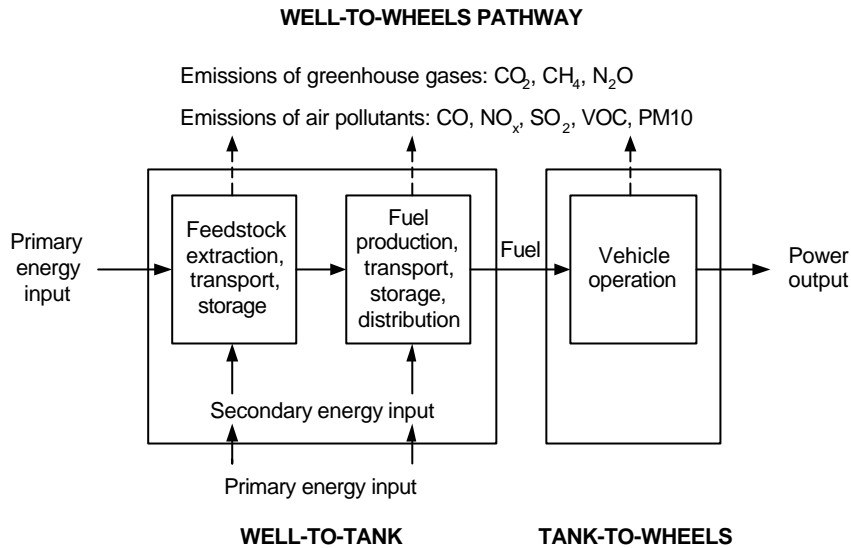 WELL-TO-WHEELS PATHWAY
Emissions of greenhouse gases: CO₂, CH₄, N₂O
Emissions of air pollutants: CO, NOₓ, SO₂, VOC, PM10
Primary
energy
input
Feedstock
extraction,
transport,
storage
Fuel
production,
transport,
storage,
distribution
Fuel
Vehicle
operation
Power
output
Secondary energy input
Primary energy input
WELL-TO-TANK
TANK-TO-WHEELS